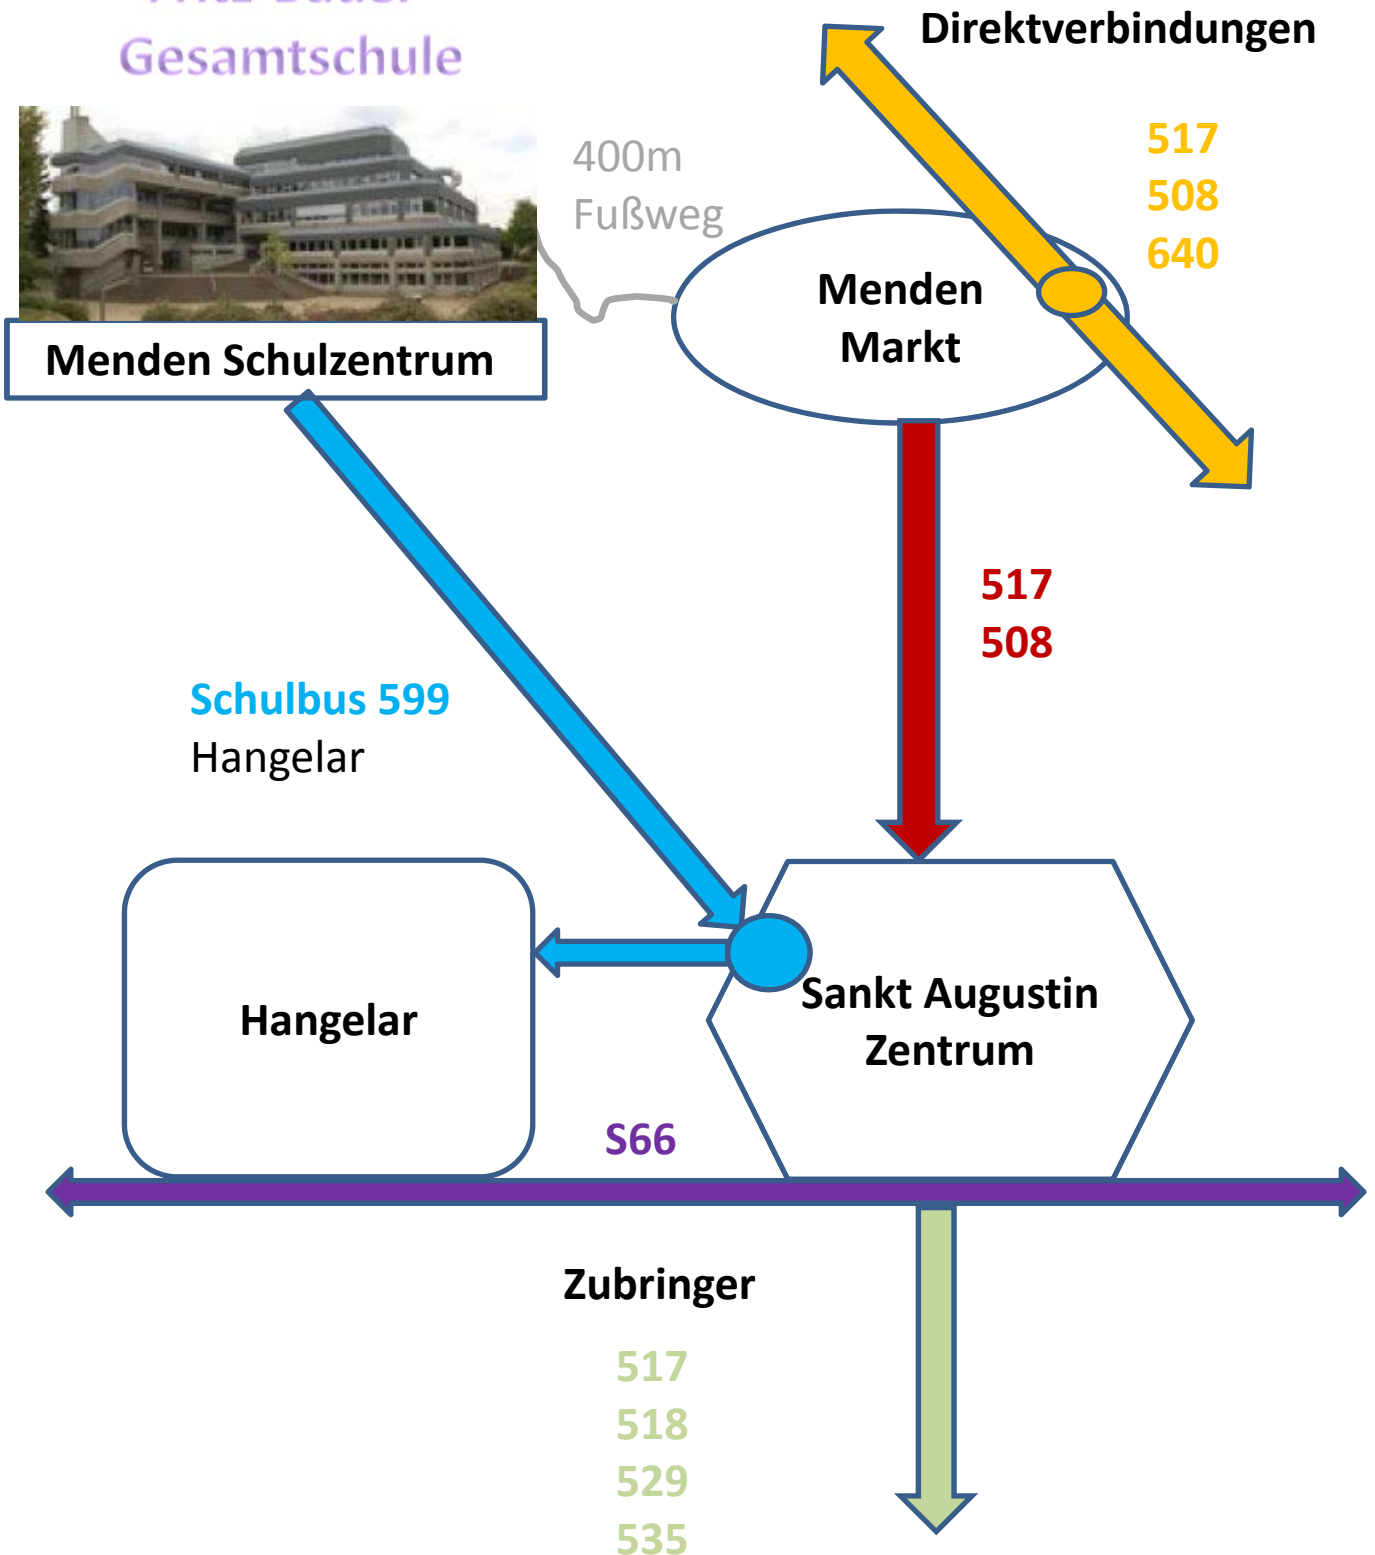 Gesamtschule
Direktverbindungen
517
508
640
400m
Fußweg
Menden
Markt
Menden Schulzentrum
517
508
Schulbus 599
Hangelar
Hangelar
Sankt Augustin
Zentrum
S66
Zubringer
517
518
529
535